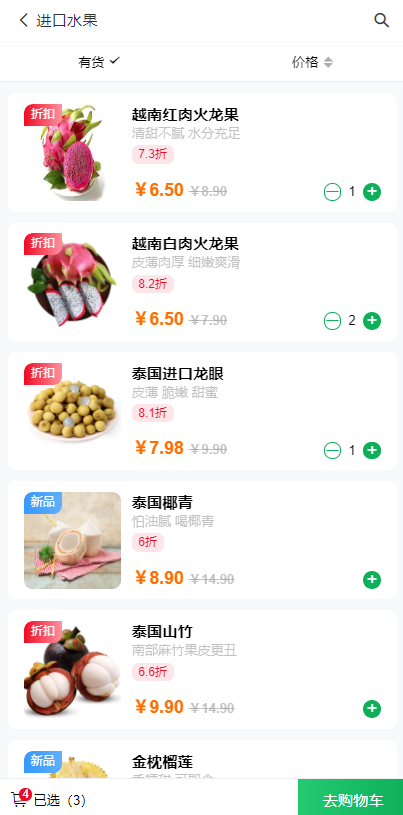 进口水果
有货 价格
折扣
越南红肉火龙果
清甜不腻 水分充足
7.3折
￥6.50 ￥8.90
1
折扣
越南白肉火龙果
皮薄肉厚 细嫩爽滑
8.2折
￥6.50 ￥7.90
2
折扣
泰国进口龙眼
皮薄 脆嫩 甜蜜
8.1折
￥7.98 ￥9.90
1
新品
泰国椰青
怕油腻 喝椰青
6折
￥8.90 ￥14.90
折扣
泰国山竹
南部麻竹果皮更丑
6.6折
￥9.90 ￥14.90
新品
金枕榴莲
4
已选（3）
去购物车